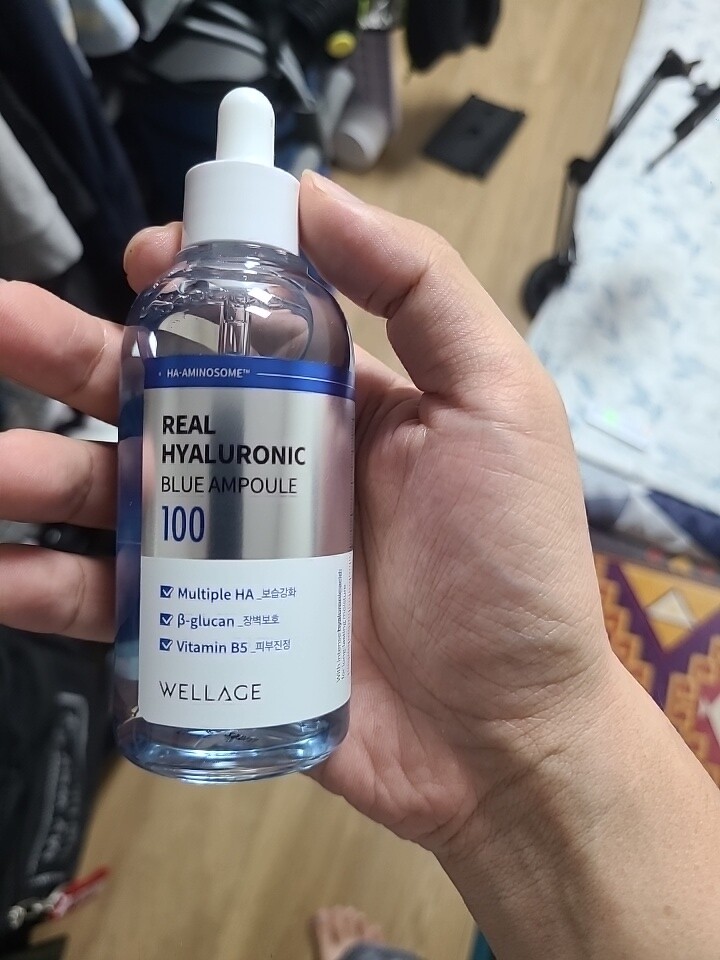 HA-AMINOSOME™
REAL
HYALURONIC
BLUE AMPOULE
100
Multiple HA _보습강화
β-glucan _장벽보호
Vitamin B5 _피부진정
WELLAGE